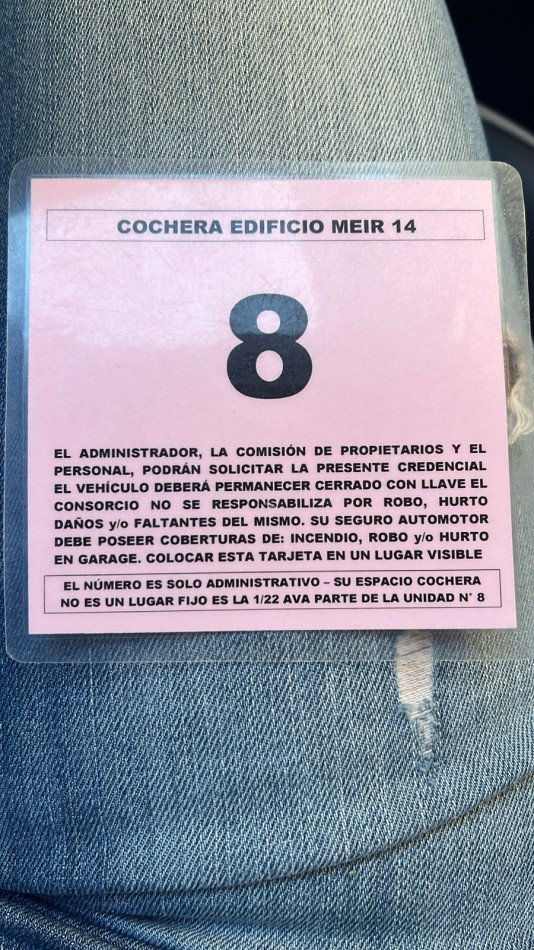 COCHERA EDIFICIO MEIR 14
8
EL ADMINISTRADOR, LA COMISIÓN DE PROPIETARIOS Y EL
PERSONAL, PODRÁN SOLICITAR LA PRESENTE CREDENCIAL
EL VEHÍCULO DEBERÁ PERMANECER CERRADO CON LLAVE EL
CONSORCIO NO SE RESPONSABILIZA POR ROBO, HURTO
DAÑOS y/o FALTANTES DEL MISMO. SU SEGURO AUTOMOTOR
DEBE POSEER COBERTURAS DE: INCENDIO, ROBO y/o HURTO
EN GARAGE. COLOCAR ESTA TARJETA EN UN LUGAR VISIBLE
EL NÚMERO ES SOLO ADMINISTRATIVO – SU ESPACIO COCHERA
NO ES UN LUGAR FIJO ES LA 1/22 AVA PARTE DE LA UNIDAD N° 8